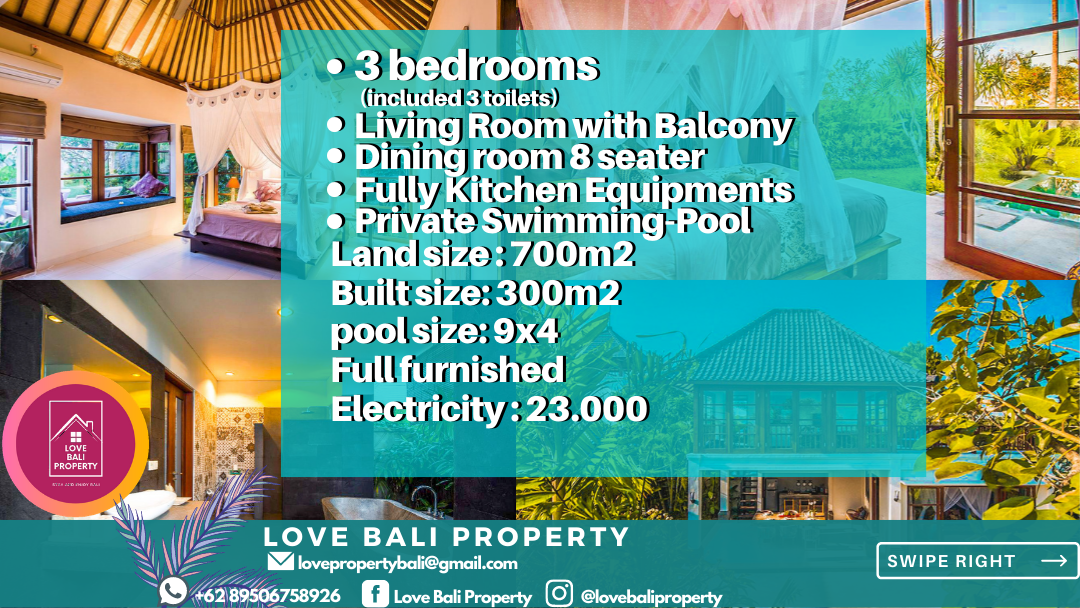 • 3 bedrooms
(included 3 toilets)
• Living Room with Balcony
• Dining room 8 seater
• Fully Kitchen Equipments
• Private Swimming-Pool
Land size : 700m2
Built size: 300m2
pool size: 9x4
Full furnished
Electricity : 23.000
LOVE
BALI
PROPERTY
LOVE BALI PROPERTY
lovepropertybali@gmail.com
SWIPE RIGHT
+62 89506758926
Love Bali Property
@lovebaliproperty